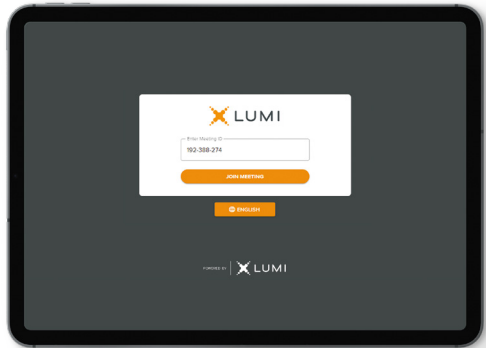 LUMI
Enter Meeting ID
192-388-274
JOIN MEETING
ENGLISH
POWERED BY LUMI